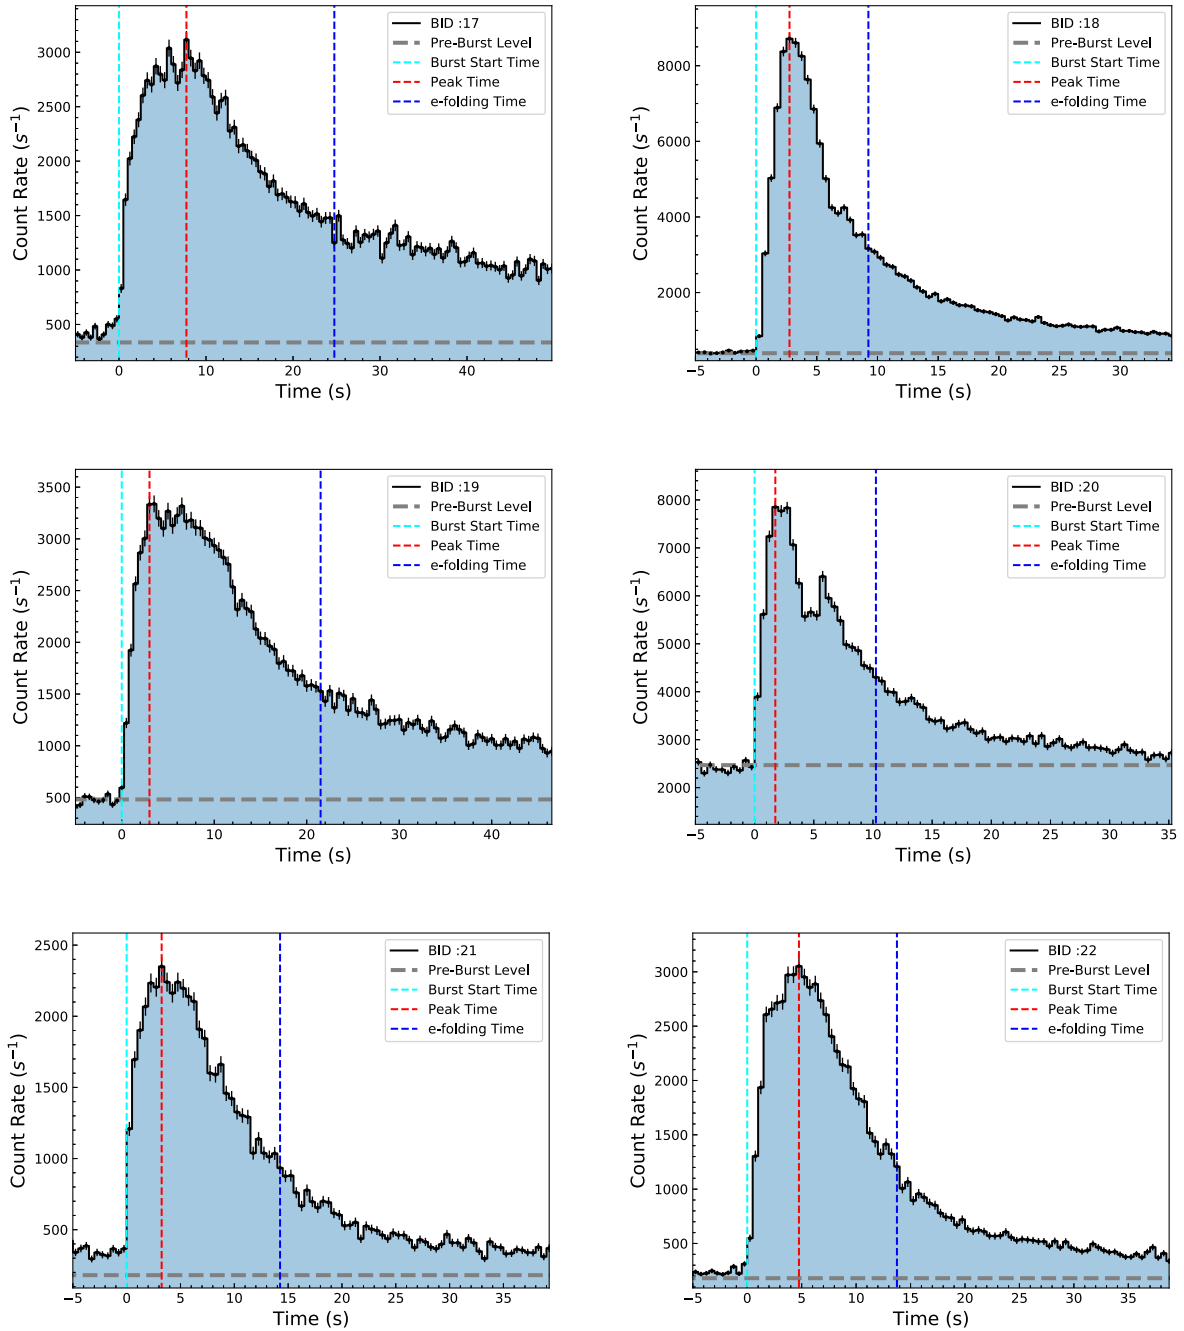 BID :17
Pre-Burst Level
Burst Start Time
Peak Time
e-folding Time
3000
2500
2000
1500
1000
500
Count Rate (s⁻¹)
0 10 20 30 40
Time (s)
BID :18
Pre-Burst Level
Burst Start Time
Peak Time
e-folding Time
8000
6000
4000
2000
Count Rate (s⁻¹)
−5 0 5 10 15 20 25 30
Time (s)
BID :19
Pre-Burst Level
Burst Start Time
Peak Time
e-folding Time
3500
3000
2500
2000
1500
1000
500
Count Rate (s⁻¹)
0 10 20 30 40
Time (s)
BID :20
Pre-Burst Level
Burst Start Time
Peak Time
e-folding Time
8000
7000
6000
5000
4000
3000
2000
Count Rate (s⁻¹)
−5 0 5 10 15 20 25 30 35
Time (s)
BID :21
Pre-Burst Level
Burst Start Time
Peak Time
e-folding Time
2500
2000
1500
1000
500
Count Rate (s⁻¹)
−5 0 5 10 15 20 25 30 35
Time (s)
BID :22
Pre-Burst Level
Burst Start Time
Peak Time
e-folding Time
3000
2500
2000
1500
1000
500
Count Rate (s⁻¹)
−5 0 5 10 15 20 25 30 35
Time (s)